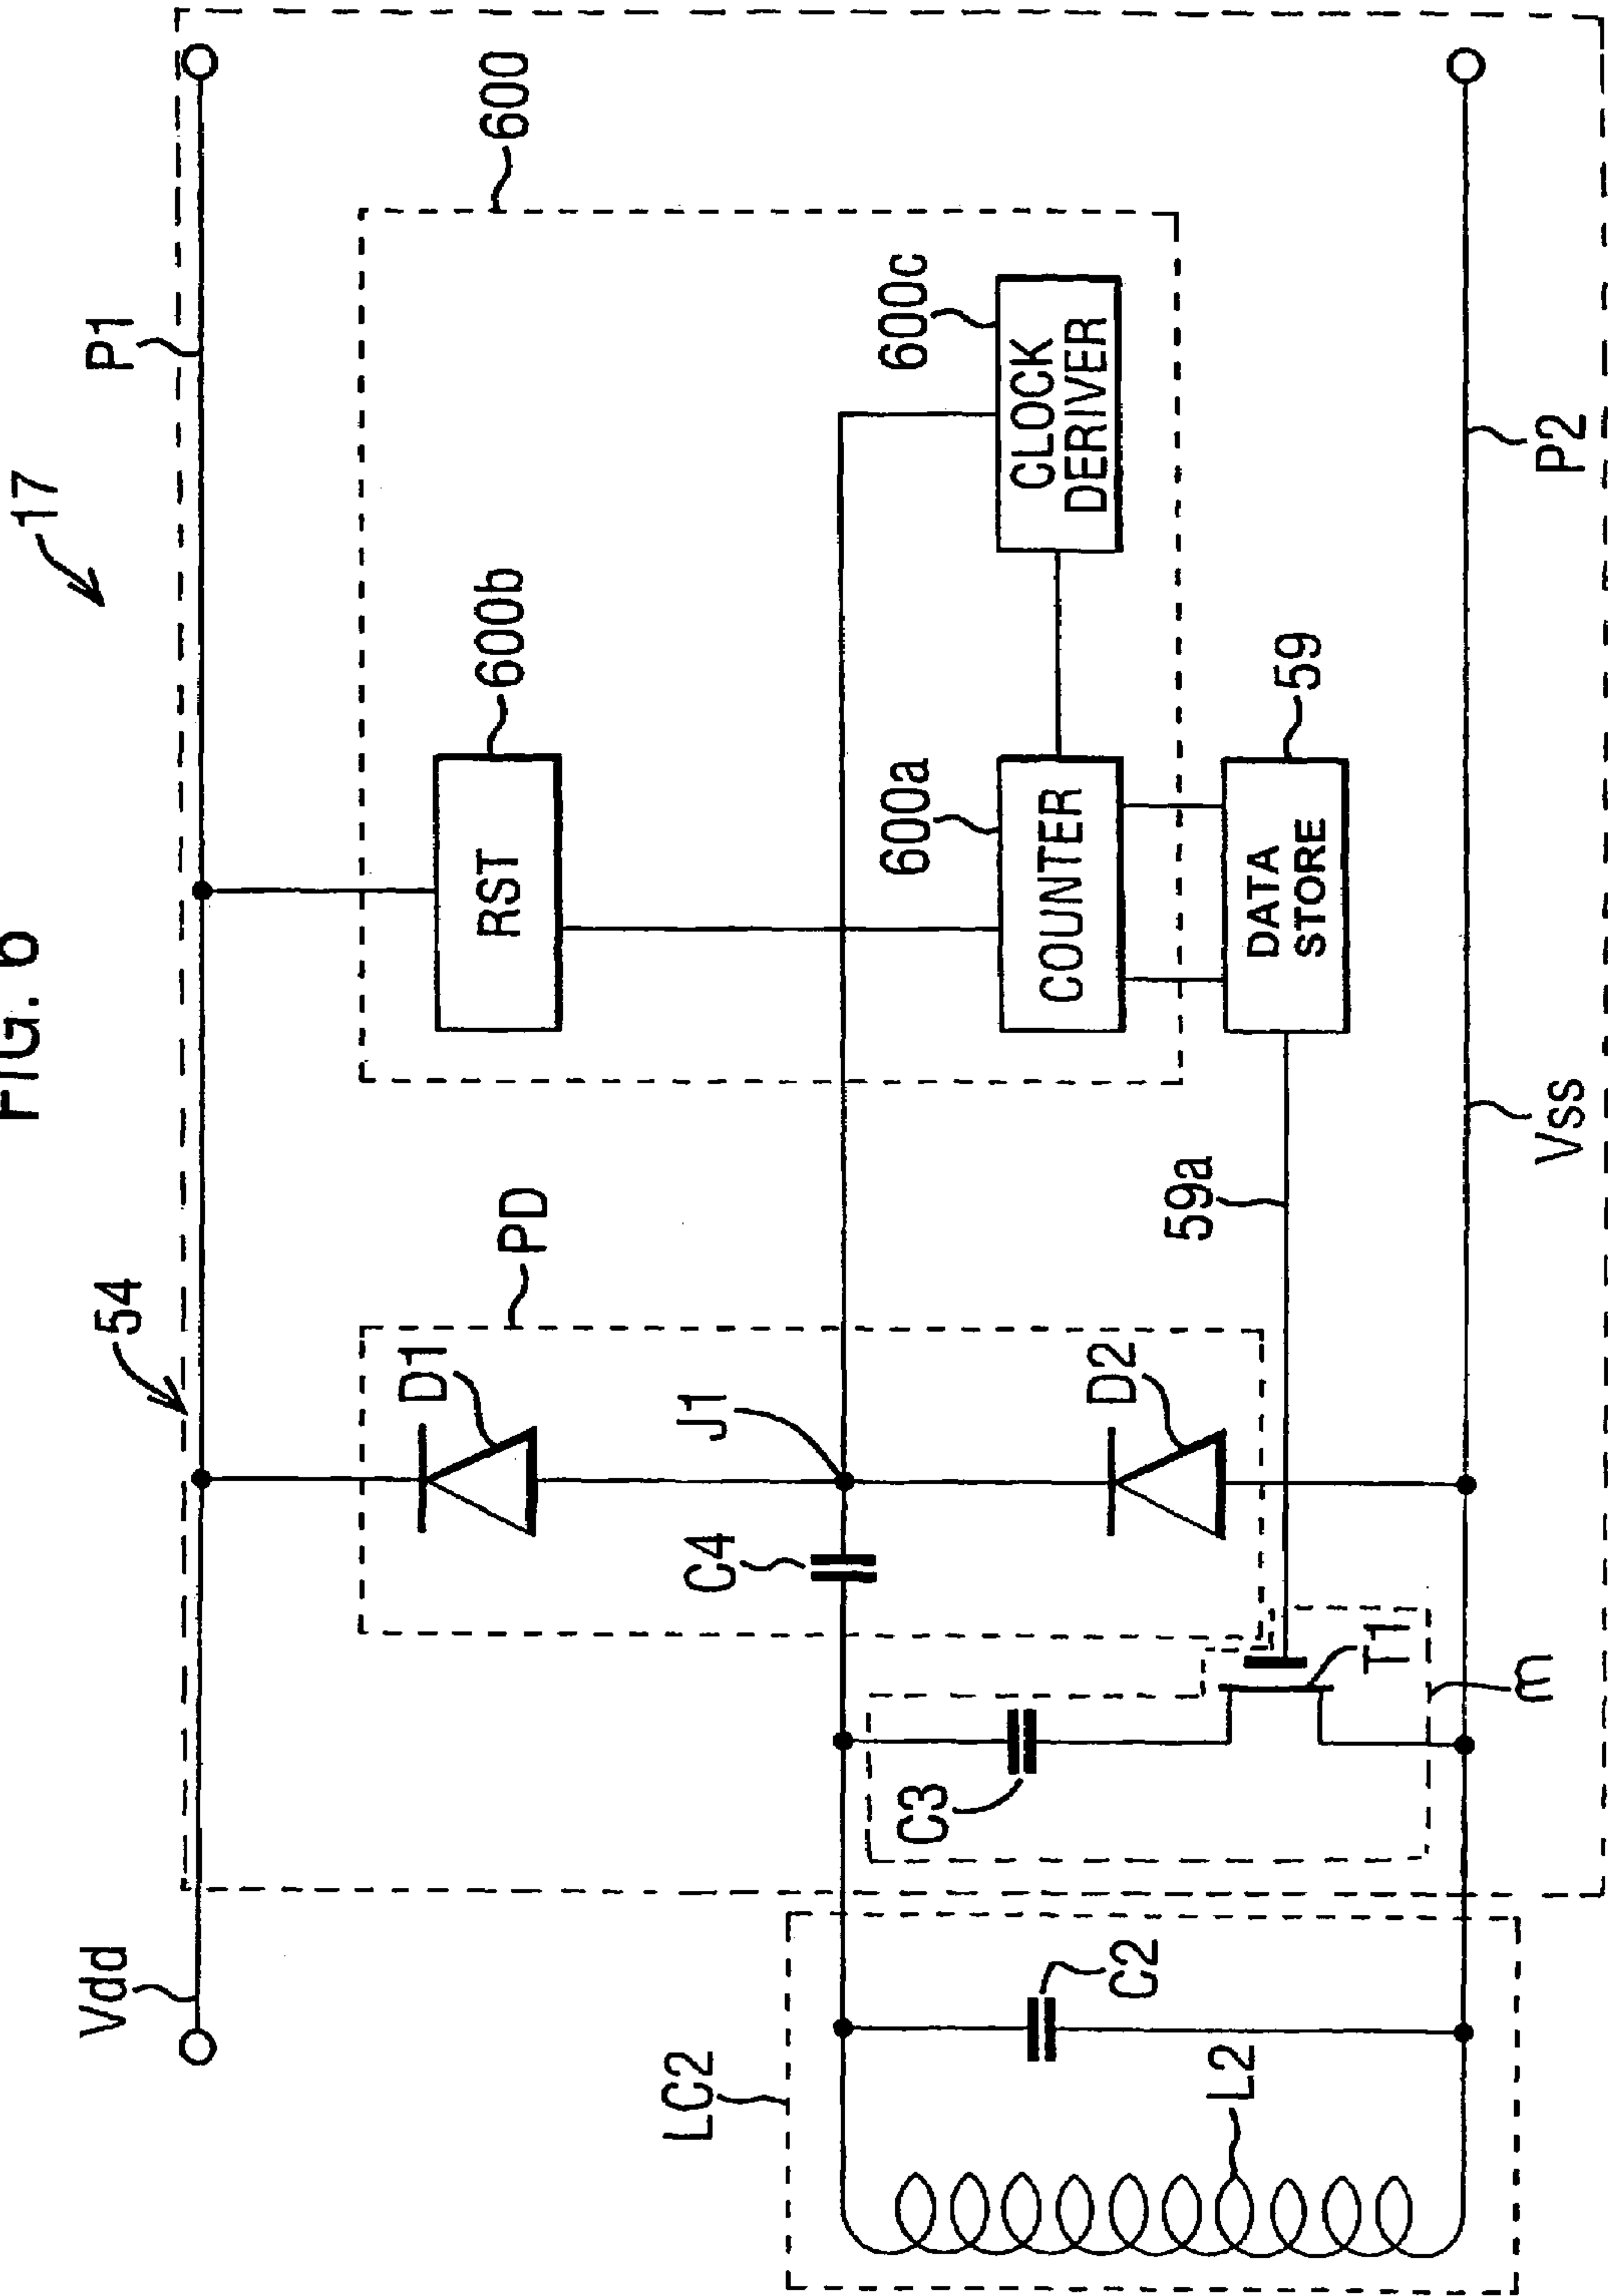 FIG. 6
17
Vdd
54
P1
PD
D1
600
600b
RST
J1
C4
LC2
C3
D2
600a
COUNTER
600c
CLOCK
DERIVER
C2
L2
59a
59
DATA
STORE
T1
m
Vss
P2